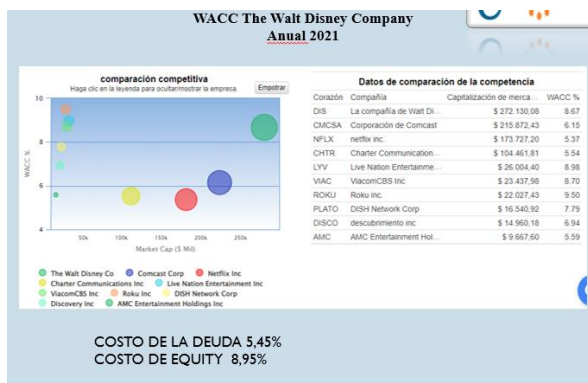 WACC The Walt Disney Company
Anual 2021
comparación competitiva
Haga clic en la leyenda para ocultar/mostrar la empresa
Empotrar
10
8
6
4
WACC %
50k 100k 150k 200k 250k
Market Cap ($ Mil)
The Walt Disney Co Comcast Corp Netflix Inc
Charter Communications Inc Live Nation Entertainment Inc
ViacomCBS Inc Roku Inc DISH Network Corp
Discovery Inc AMC Entertainment Holdings Inc
Datos de comparación de la competencia
Corazón Compañía Capitalización de merca... WACC %
DIS La compañía de Walt Di... $ 272.130,08 8.67
CMCSA Corporación de Comcast $ 215.872,43 6.15
NFLX netflix inc. $ 173.727,20 5.37
CHTR Charter Communication... $ 104.461,81 5.54
LYV Live Nation Entertainme... $ 26.004,40 8.98
VIAC ViacomCBS Inc $ 23.437,98 8.70
ROKU Roku inc. $ 22.027,43 9.50
PLATO DISH Network Corp $ 16.540,92 7.79
DISCO descubrimiento inc $ 14.960,18 6.94
AMC AMC Entertainment Hol... $ 9.667,60 5.59
COSTO DE LA DEUDA 5,45%
COSTO DE EQUITY 8,95%